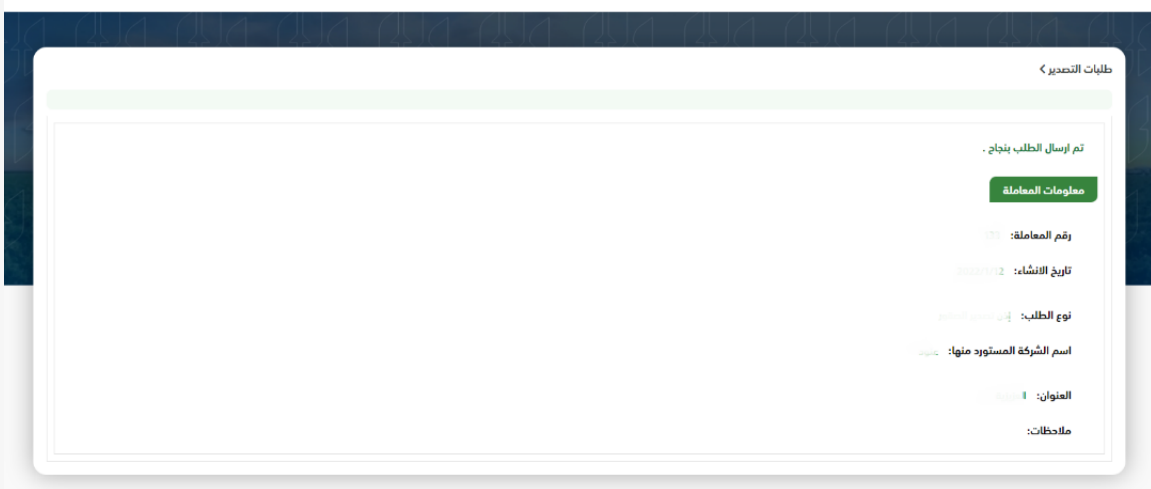 طلبات التصدير
تم ارسال الطلب بنجاح .
معلومات المعاملة
رقم المعاملة:
تاريخ الانشاء:
نوع الطلب:
اسم الشركة المستورد منها:
العنوان:
ملاحظات: